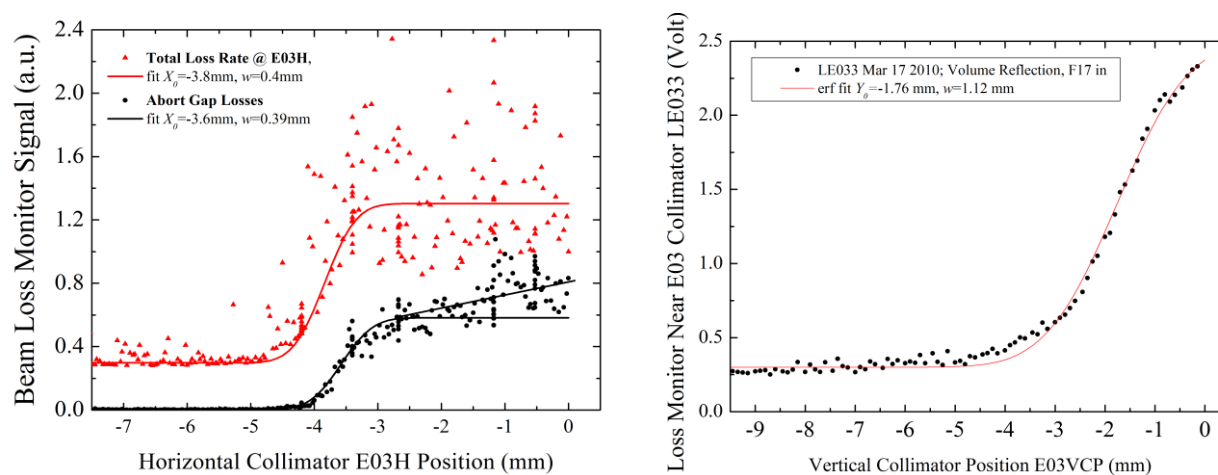 Beam Loss Monitor Signal (a.u.)
2.4
2.0
1.6
1.2
0.8
0.4
0.0
Total Loss Rate @ E03H,
fit X₀=-3.8mm, w=0.4mm
Abort Gap Losses
fit X₀=-3.6mm, w=0.39mm
-7 -6 -5 -4 -3 -2 -1 0
Horizontal Collimator E03H Position (mm)
Loss Monitor Near E03 Collimator LE033 (Volt)
2.5
2.0
1.5
1.0
0.5
0.0
LE033 Mar 17 2010; Volume Reflection, F17 in
erf fit Y₀=-1.76 mm, w=1.12 mm
-9 -8 -7 -6 -5 -4 -3 -2 -1 0
Vertical Collimator Position E03VCP (mm)